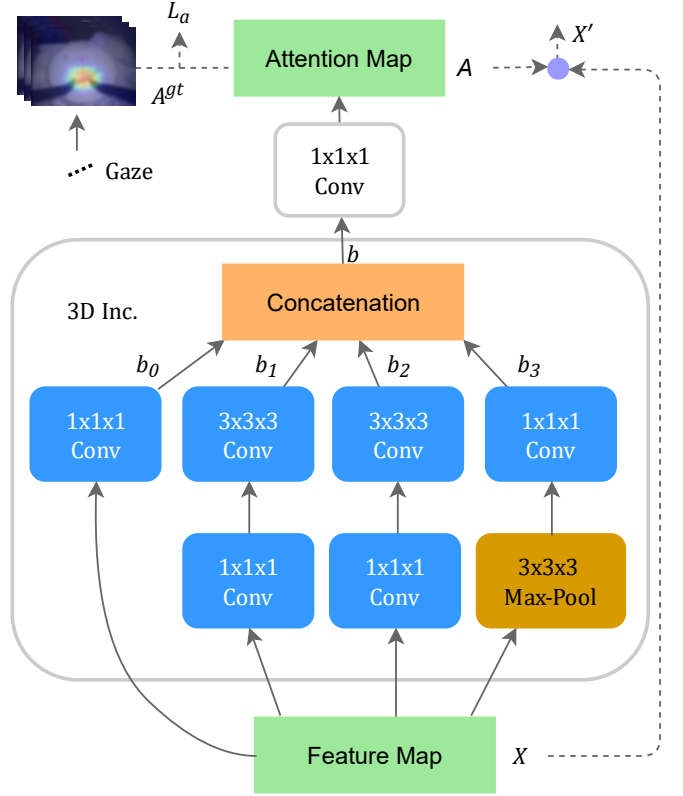 L_a
Attention Map
A
X′
A^gt
Gaze
1x1x1
Conv
b
3D Inc.
Concatenation
b_0
b_1
b_2
b_3
1x1x1
Conv
3x3x3
Conv
3x3x3
Conv
1x1x1
Conv
1x1x1
Conv
1x1x1
Conv
3x3x3
Max-Pool
Feature Map
X